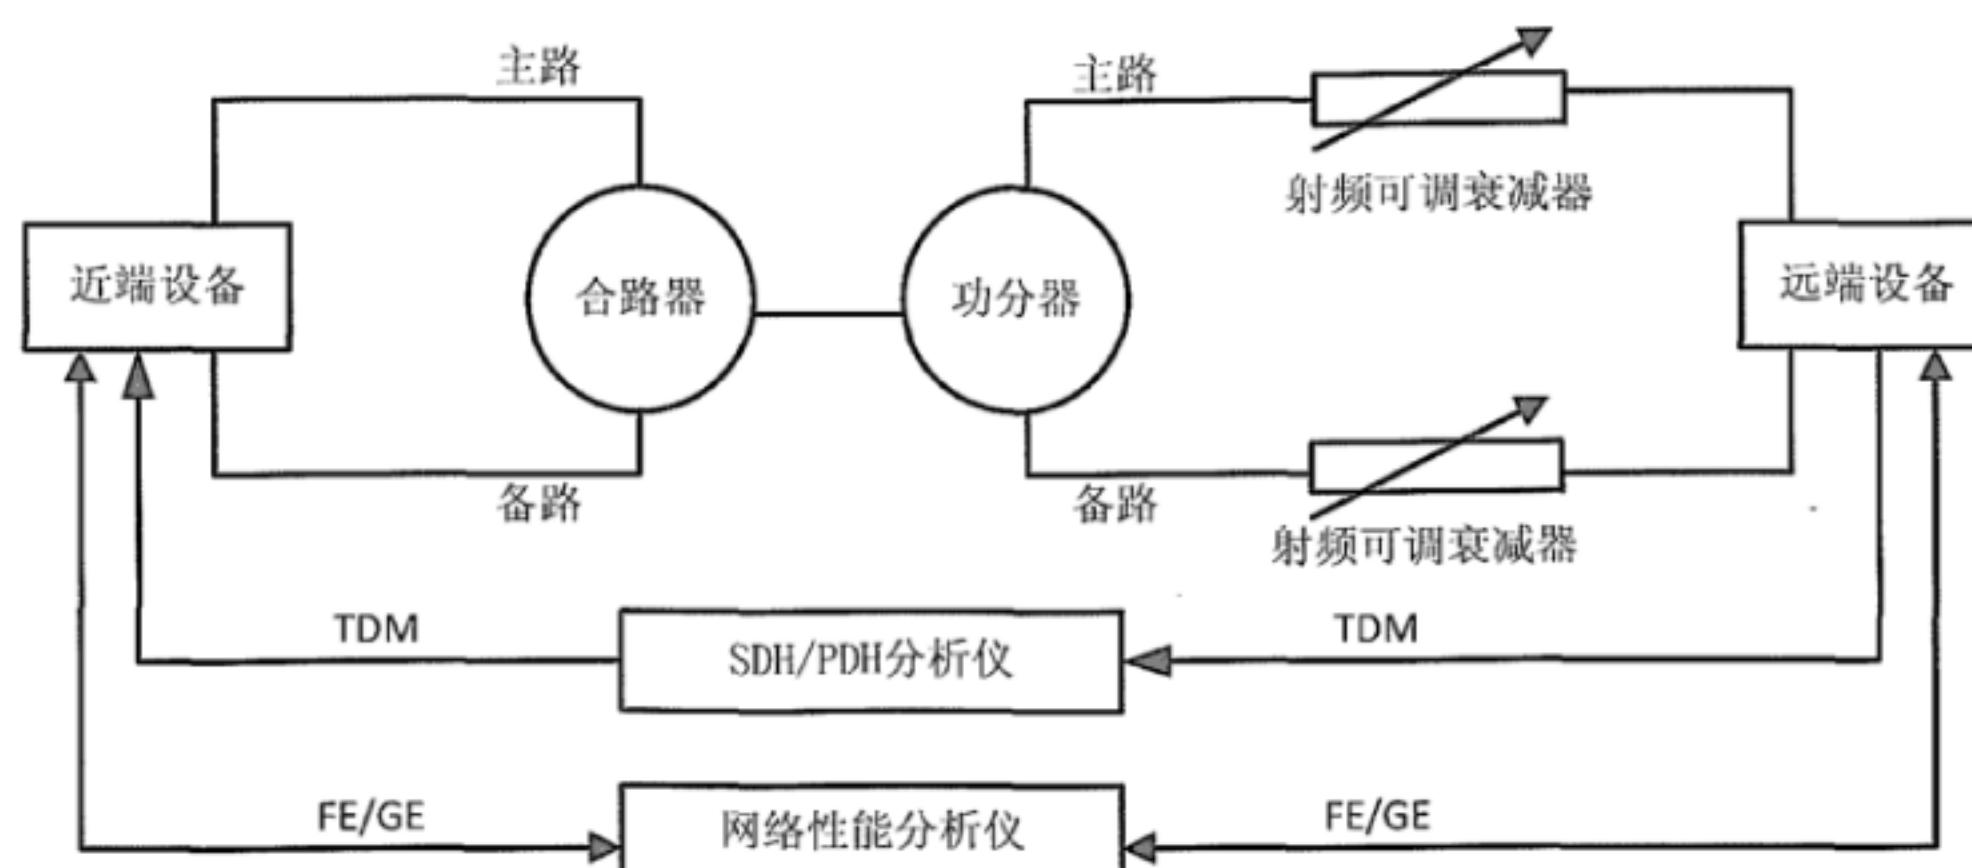 主路
主路
射频可调衰减器
近端设备
合路器
功分器
远端设备
备路
备路
射频可调衰减器
TDM
SDH/PDH分析仪
TDM
FE/GE
网络性能分析仪
FE/GE